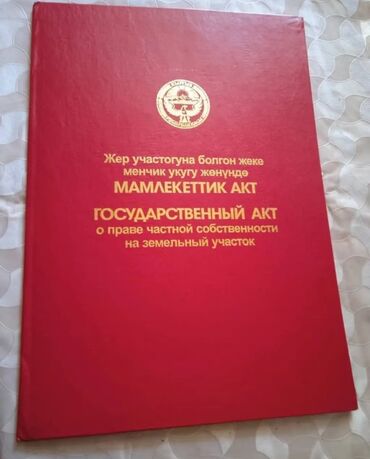 Жер участогуна болгон жеке
менчик укугу жөнүндө
МАМЛЕКЕТТИК АКТ
ГОСУДАРСТВЕННЫЙ АКТ
о праве частной собственности
на земельный участок